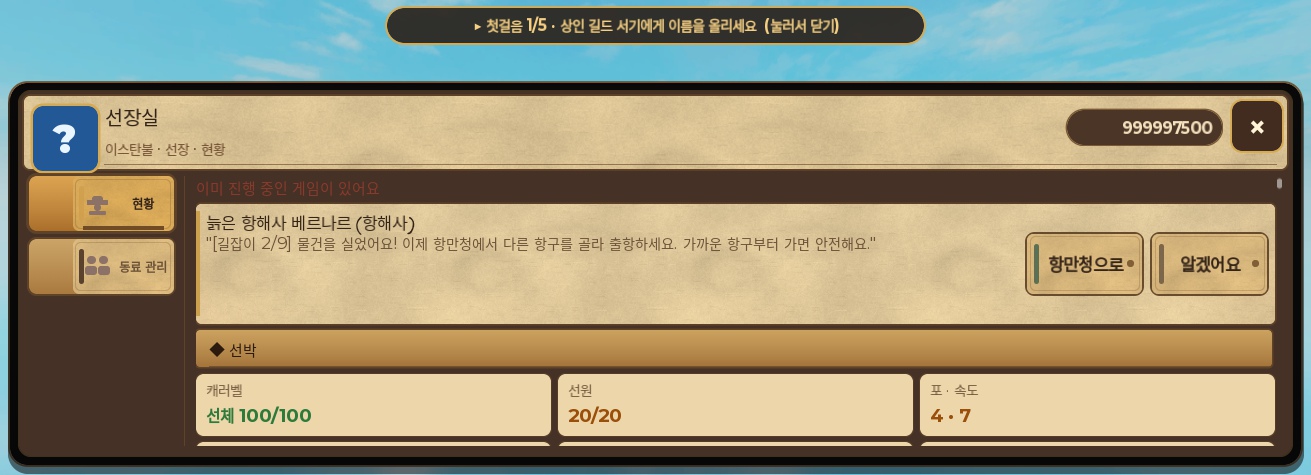 ▸ 첫걸음 1/5 · 상인 길드 서기에게 이름을 올리세요 (눌러서 닫기)
?
선장실
이스탄불 · 선장 · 현황
999997500
×
현황
동료 관리
이미 진행 중인 게임이 있어요
늙은 항해사 베르나르 (항해사)
"[길잡이 2/9] 물건을 실었어요! 이제 항만청에서 다른 항구를 골라 출항하세요. 가까운 항구부터 가면 안전해요."
항만청으로
알겠어요
◆ 선박
캐러벨
선체 100/100
선원
20/20
포 · 속도
4 · 7